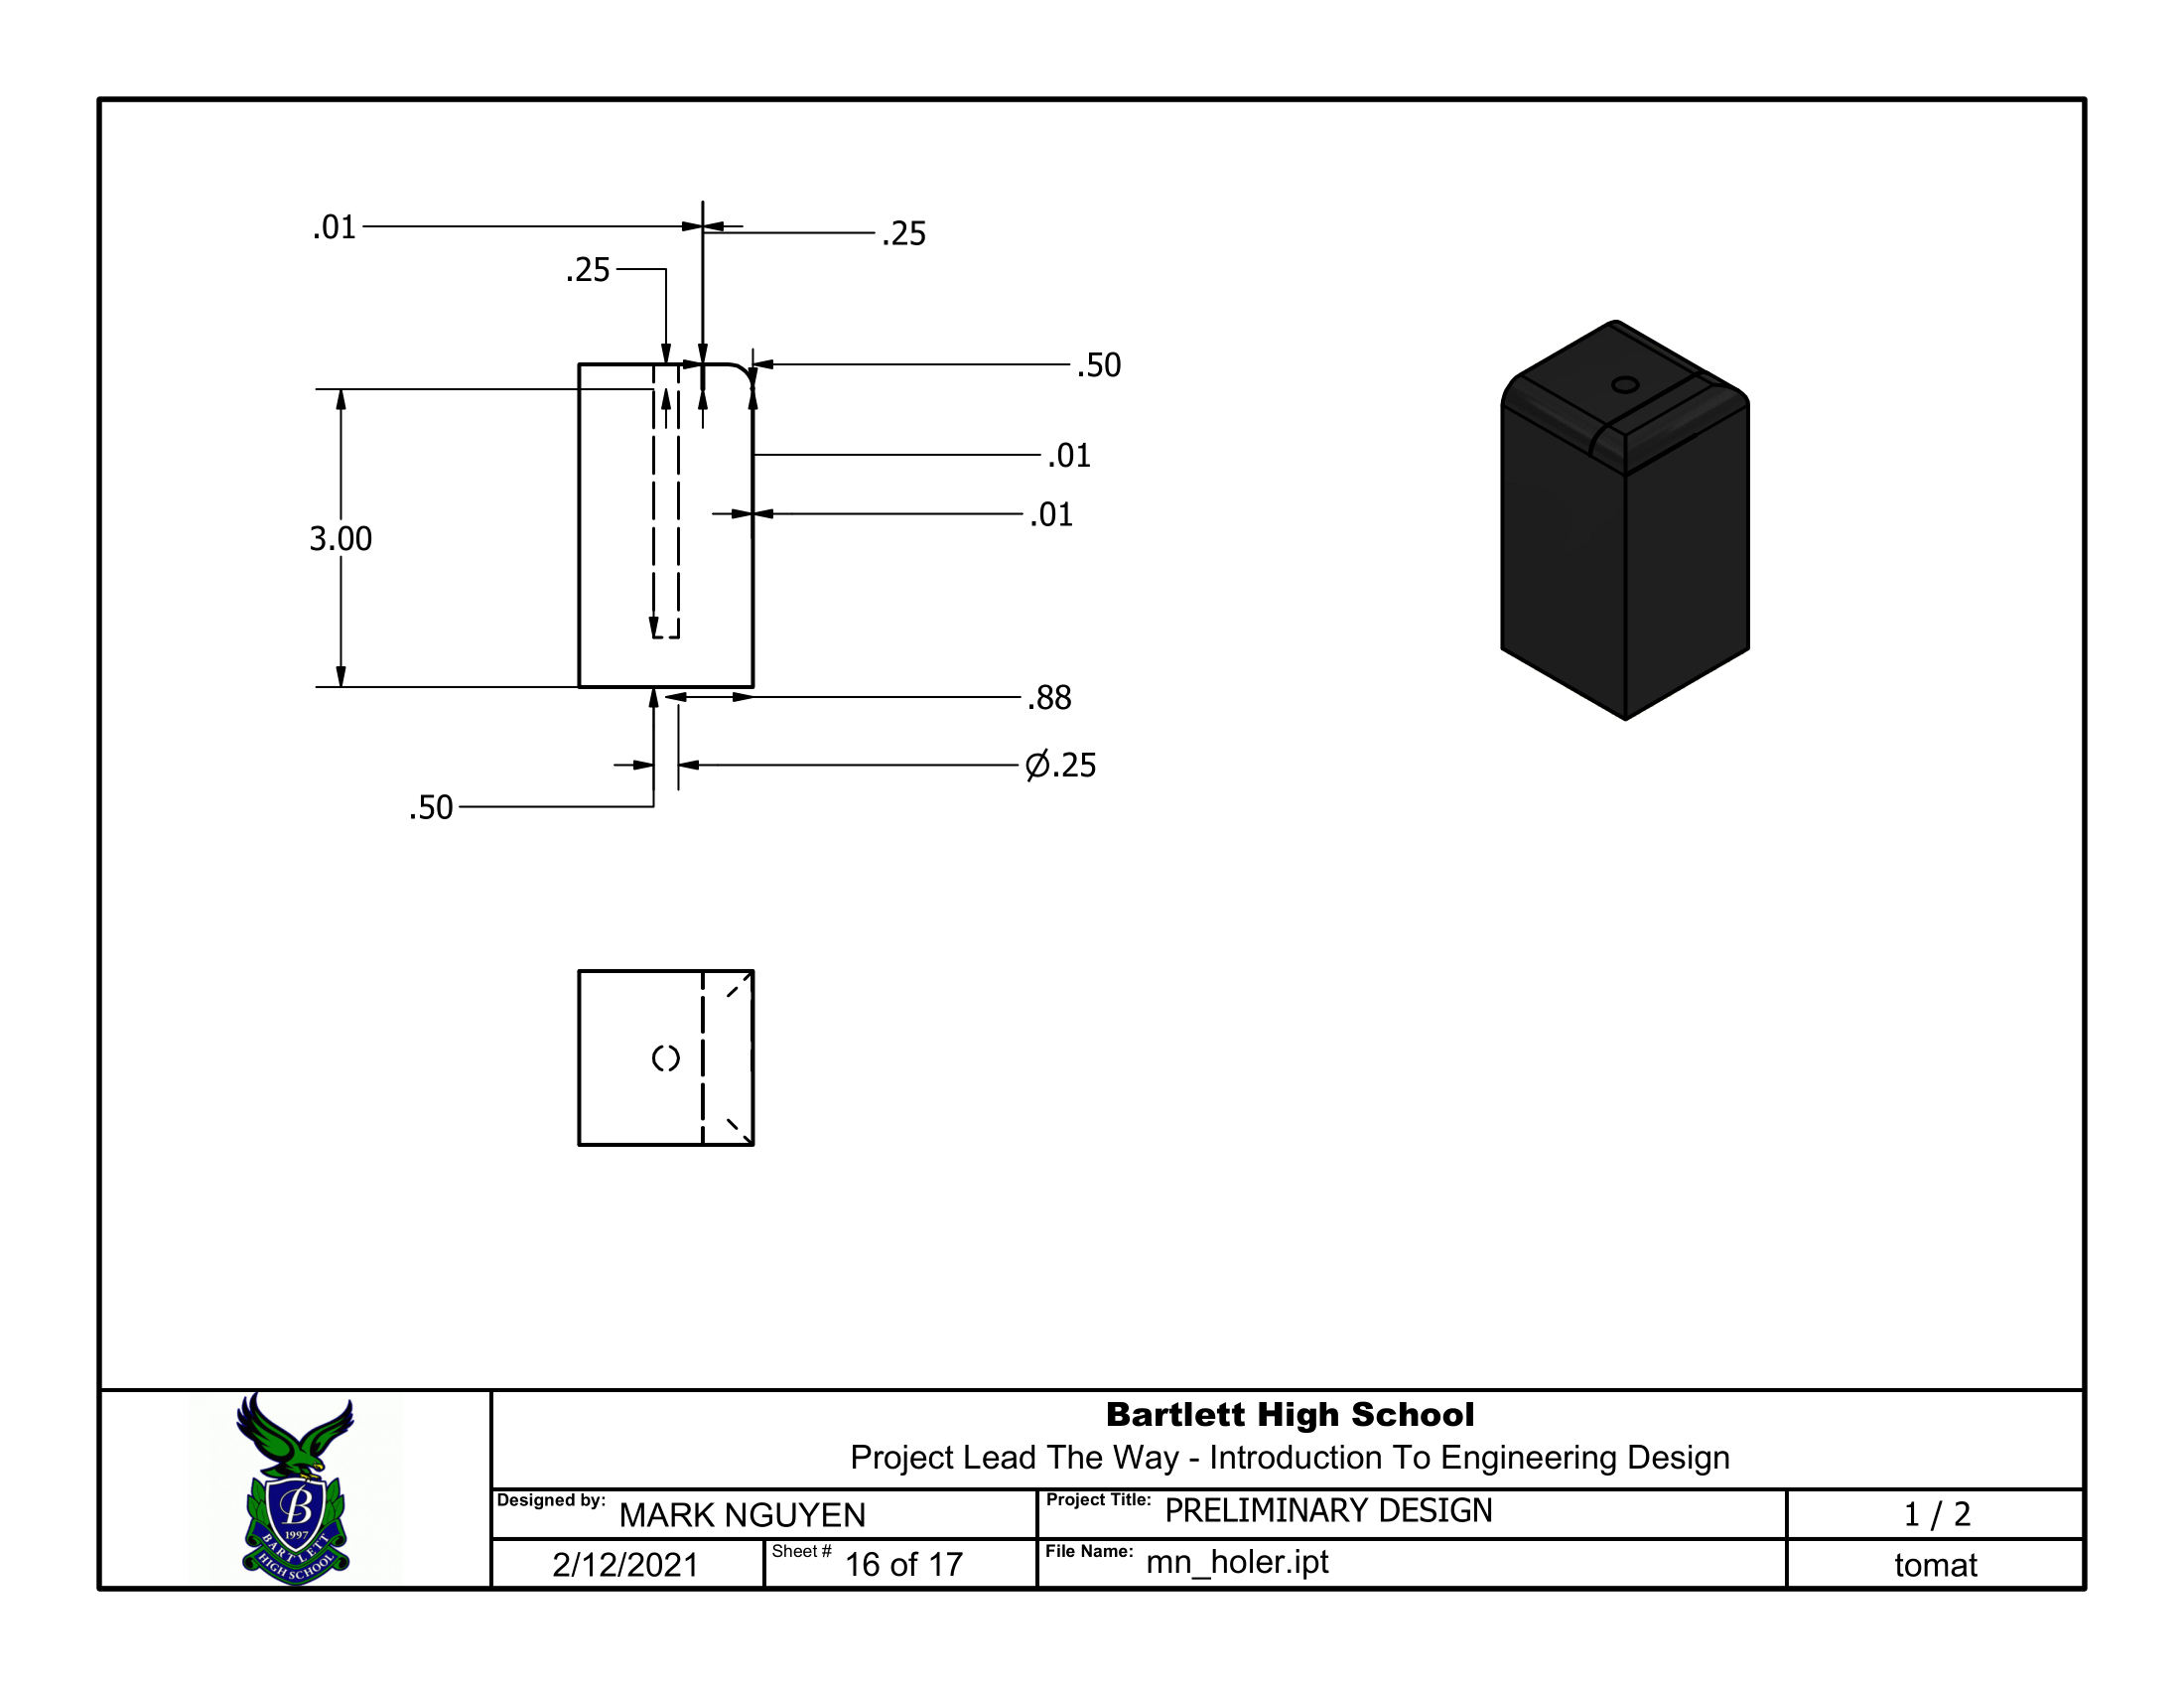 .01
.25
.25
.50
.01
.01
3.00
.88
Ø.25
.50
B
1997
BARTLETT
HIGH SCHOOL
Bartlett High School
Project Lead The Way - Introduction To Engineering Design
Designed by: MARK NGUYEN
Project Title: PRELIMINARY DESIGN
1 / 2
2/12/2021
Sheet # 16 of 17
File Name: mn_holer.ipt
tomat